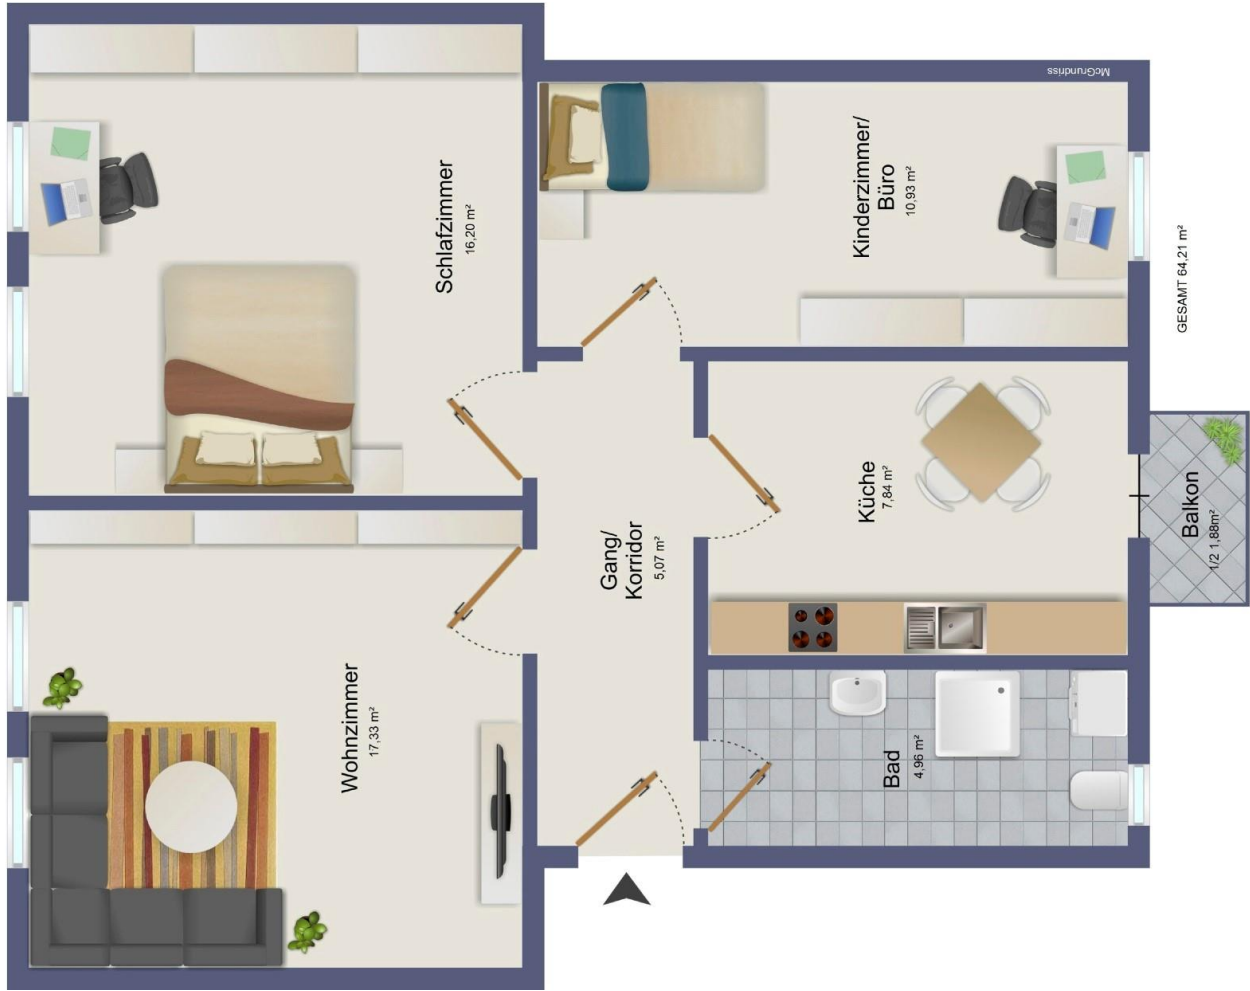 McGrundriss
Schlafzimmer
16,20 m²
Kinderzimmer/
Büro
10,93 m²
GESAMT 64,21 m²
Küche
7,84 m²
Balkon
1/2 1,88m²
Gang/
Korridor
5,07 m²
Wohnzimmer
17,33 m²
Bad
4,96 m²